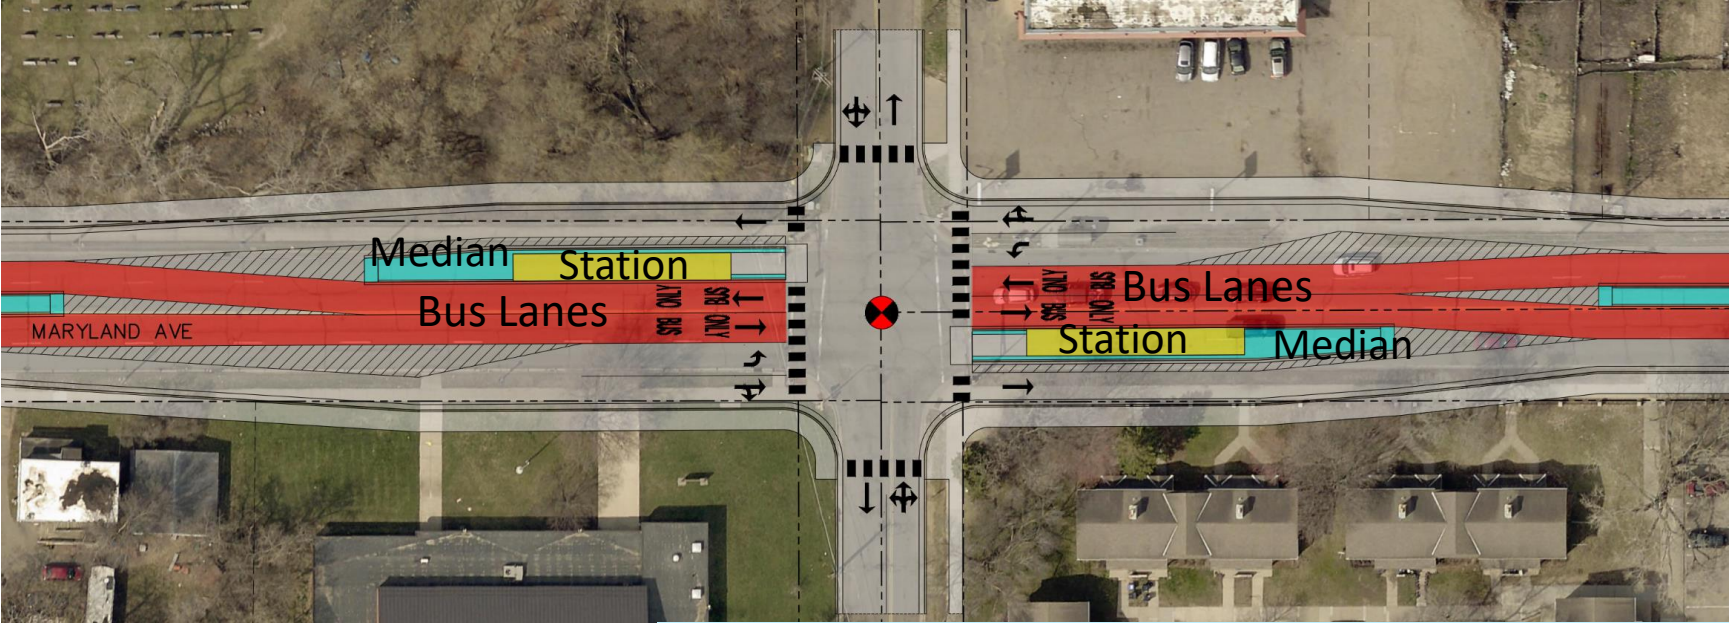 Median
Station
Bus Lanes
BUS ONLY
BUS ONLY
MARYLAND AVE
BUS ONLY
BUS ONLY
Bus Lanes
Station
Median